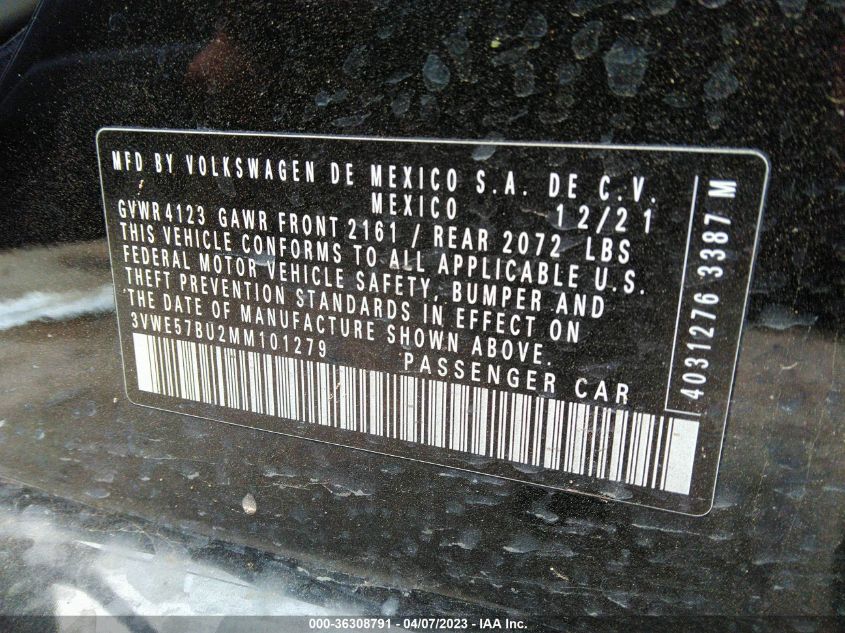 MFD BY VOLKSWAGEN DE MEXICO S.A. DE C.V.
MEXICO 12/21
GVWR4123 GAWR FRONT 2161 / REAR 2072 LBS
THIS VEHICLE CONFORMS TO ALL APPLICABLE U.S.
FEDERAL MOTOR VEHICLE SAFETY, BUMPER AND
THEFT PREVENTION STANDARDS IN EFFECT ON
THE DATE OF MANUFACTURE SHOWN ABOVE.
3VWE57BU2MM101279
PASSENGER CAR
4031276 3387 M
000-36308791 - 04/07/2023 - IAA Inc.